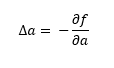 Δa = − ∂f/∂a